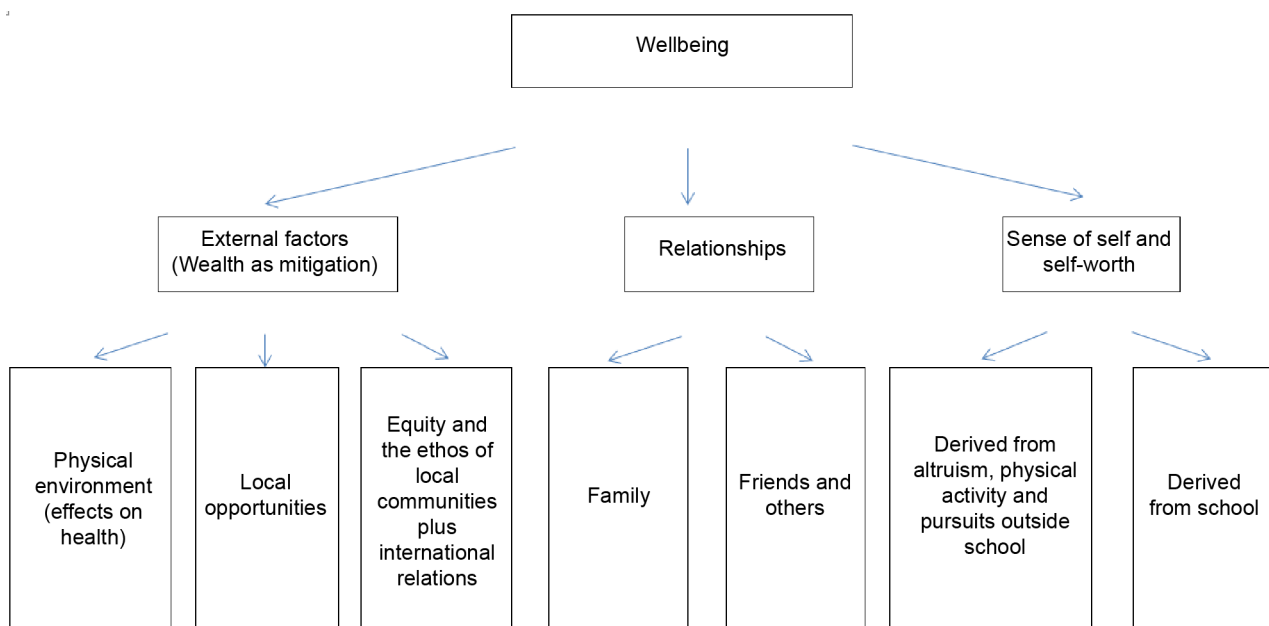 Wellbeing
External factors
(Wealth as mitigation)
Relationships
Sense of self and
self-worth
Physical
environment
(effects on
health)
Local
opportunities
Equity and
the ethos of
local
communities
plus
international
relations
Family
Friends and
others
Derived from
altruism, physical
activity and
pursuits outside
school
Derived
from school